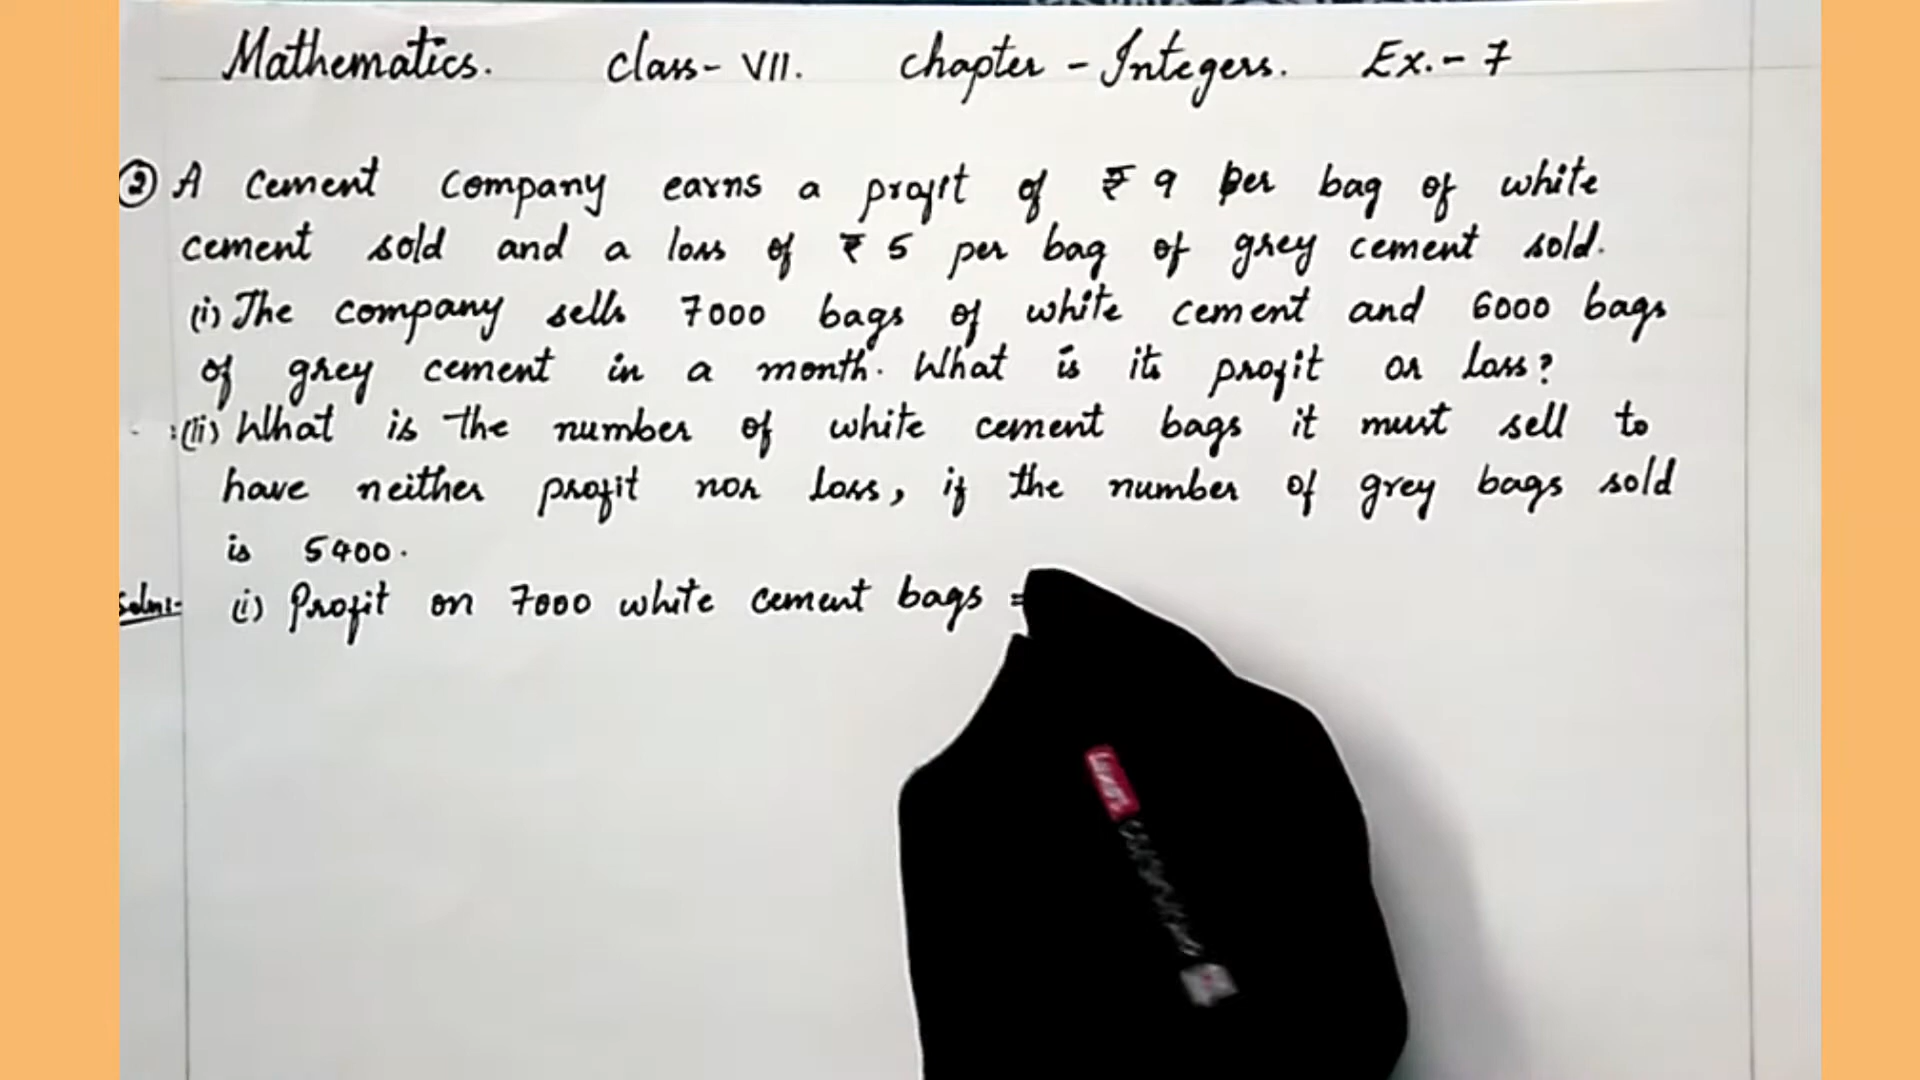 Mathematics. class- VII. chapter - Integers. Ex.- 7
② A cement company earns a profit of ₹ 9 per bag of white
cement sold and a loss of ₹ 5 per bag of grey cement sold.
(i) The company sells 7000 bags of white cement and 6000 bags
of grey cement in a month. What is its profit or loss?
(ii) What is the number of white cement bags it must sell to
have neither profit nor loss, if the number of grey bags sold
is 5400.
Soln:- (i) Profit on 7000 white cement bags =